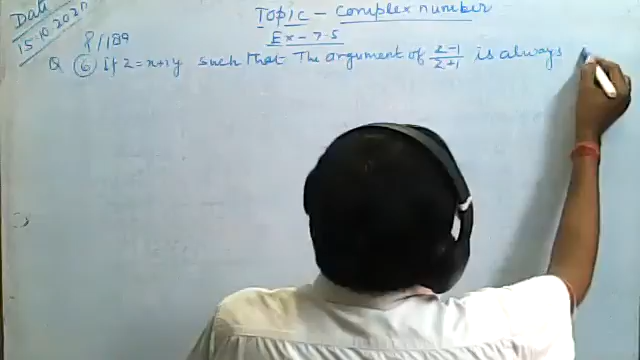 Date
15.10.2020
Topic - Complex number
Ex - 7.5
P/189
Q 6 If z = x+iy such that The argument of z-1/z+1 is always